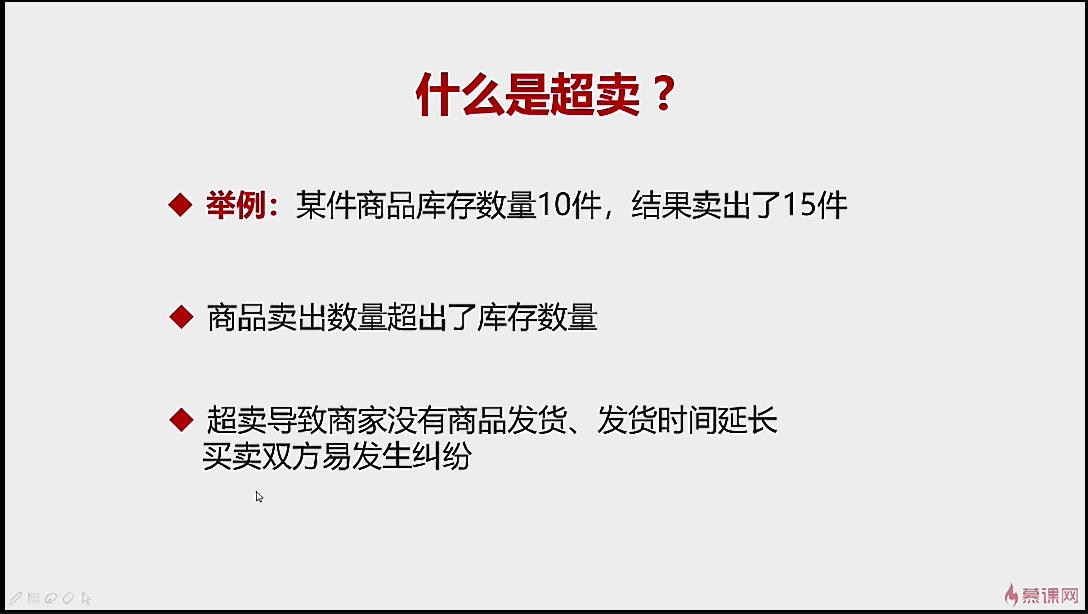 什么是超卖？
举例：某件商品库存数量10件，结果卖出了15件
商品卖出数量超出了库存数量
超卖导致商家没有商品发货、发货时间延长
买卖双方易发生纠纷
慕课网